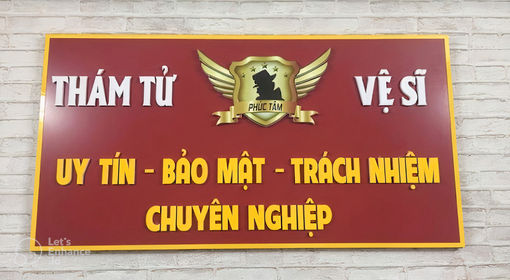 THÁM TỬ
PHÚC TÂM
VỆ SĨ
UY TÍN - BẢO MẬT - TRÁCH NHIỆM
CHUYÊN NGHIỆP
Let's
Enhance